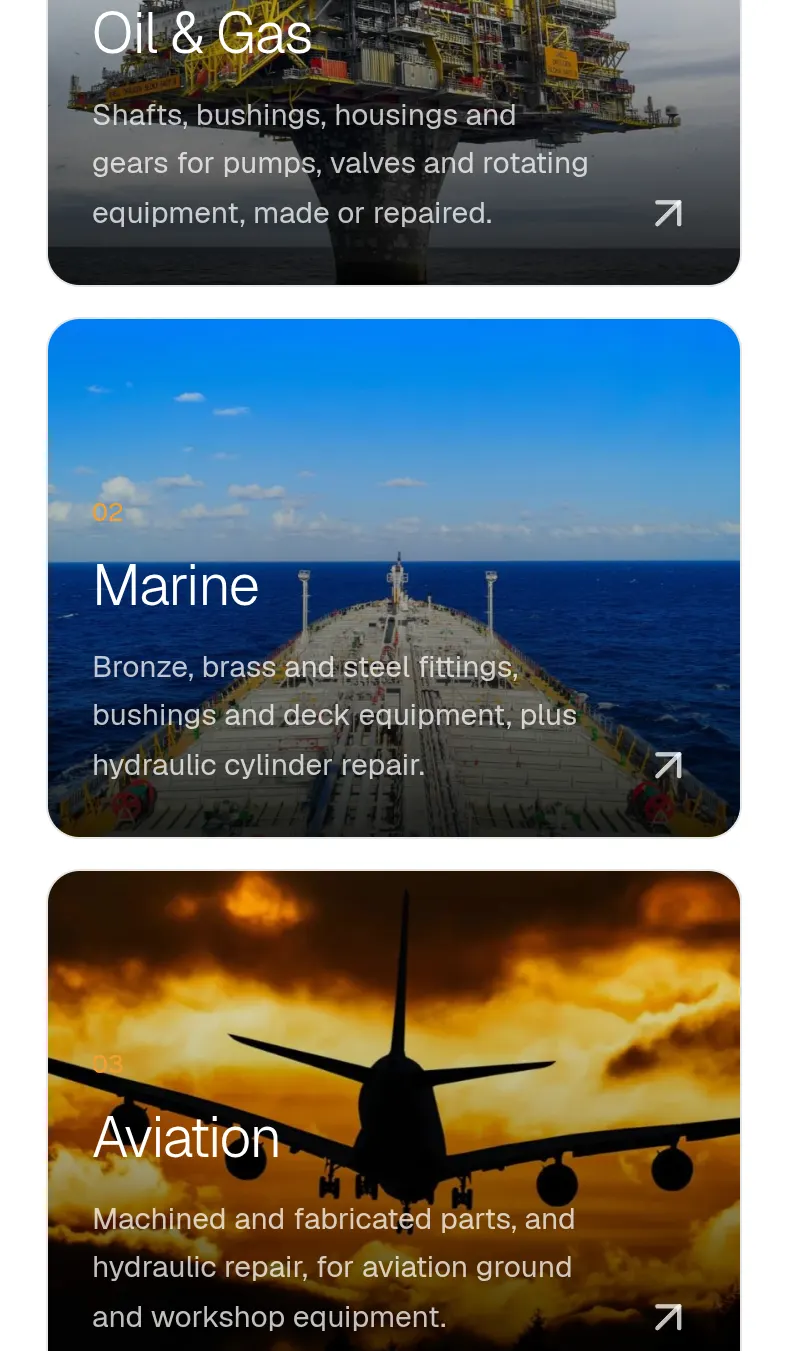 Oil & Gas
Shafts, bushings, housings and
gears for pumps, valves and rotating
equipment, made or repaired.
02
Marine
Bronze, brass and steel fittings,
bushings and deck equipment, plus
hydraulic cylinder repair.
03
Aviation
Machined and fabricated parts, and
hydraulic repair, for aviation ground
and workshop equipment.